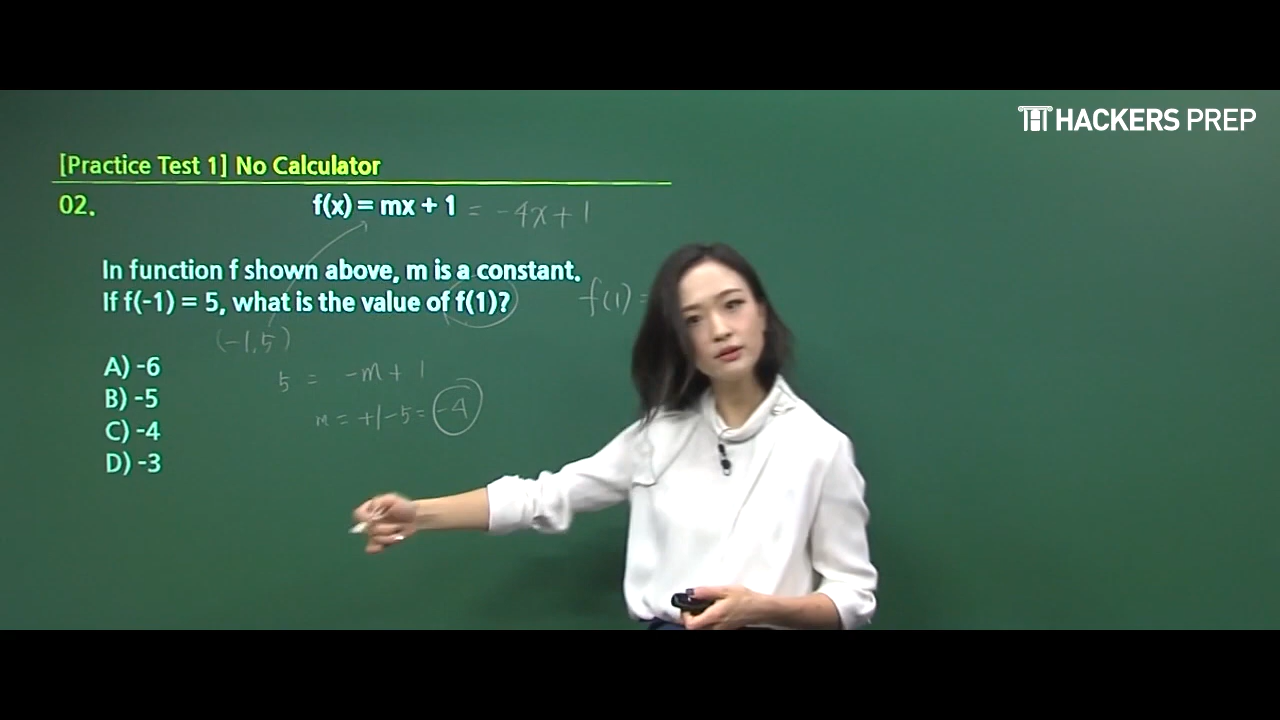 HACKERS PREP
[Practice Test 1] No Calculator
02. f(x) = mx + 1 = -4x + 1
In function f shown above, m is a constant.
If f(-1) = 5, what is the value of f(1)?
f(1) =
(-1, 5)
A) -6
B) -5
C) -4
D) -3
5 = -m + 1
m = +1 -5 = -4